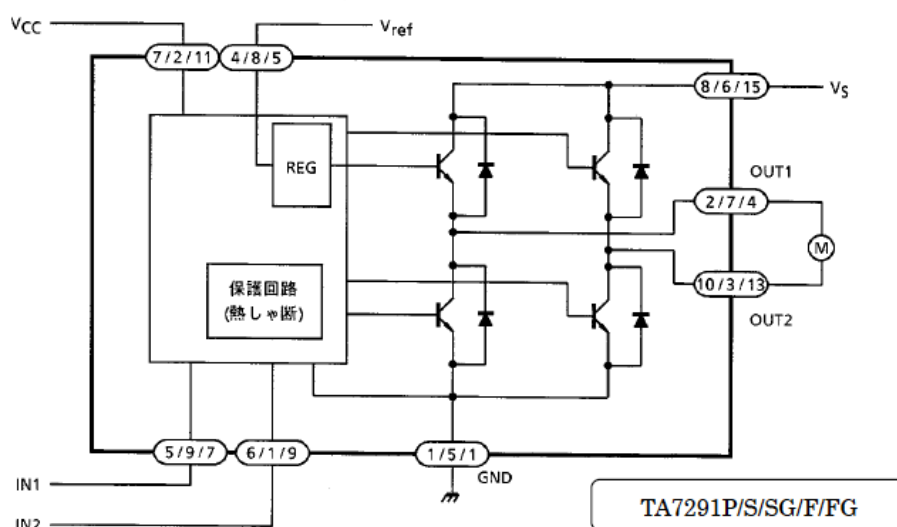 VCC
Vref
7/2/11
4/8/5
8/6/15
VS
REG
OUT1
2/7/4
M
保護回路
(熱しゃ断)
10/3/13
OUT2
5/9/7
6/1/9
1/5/1
GND
IN1
IN2
TA7291P/S/SG/F/FG